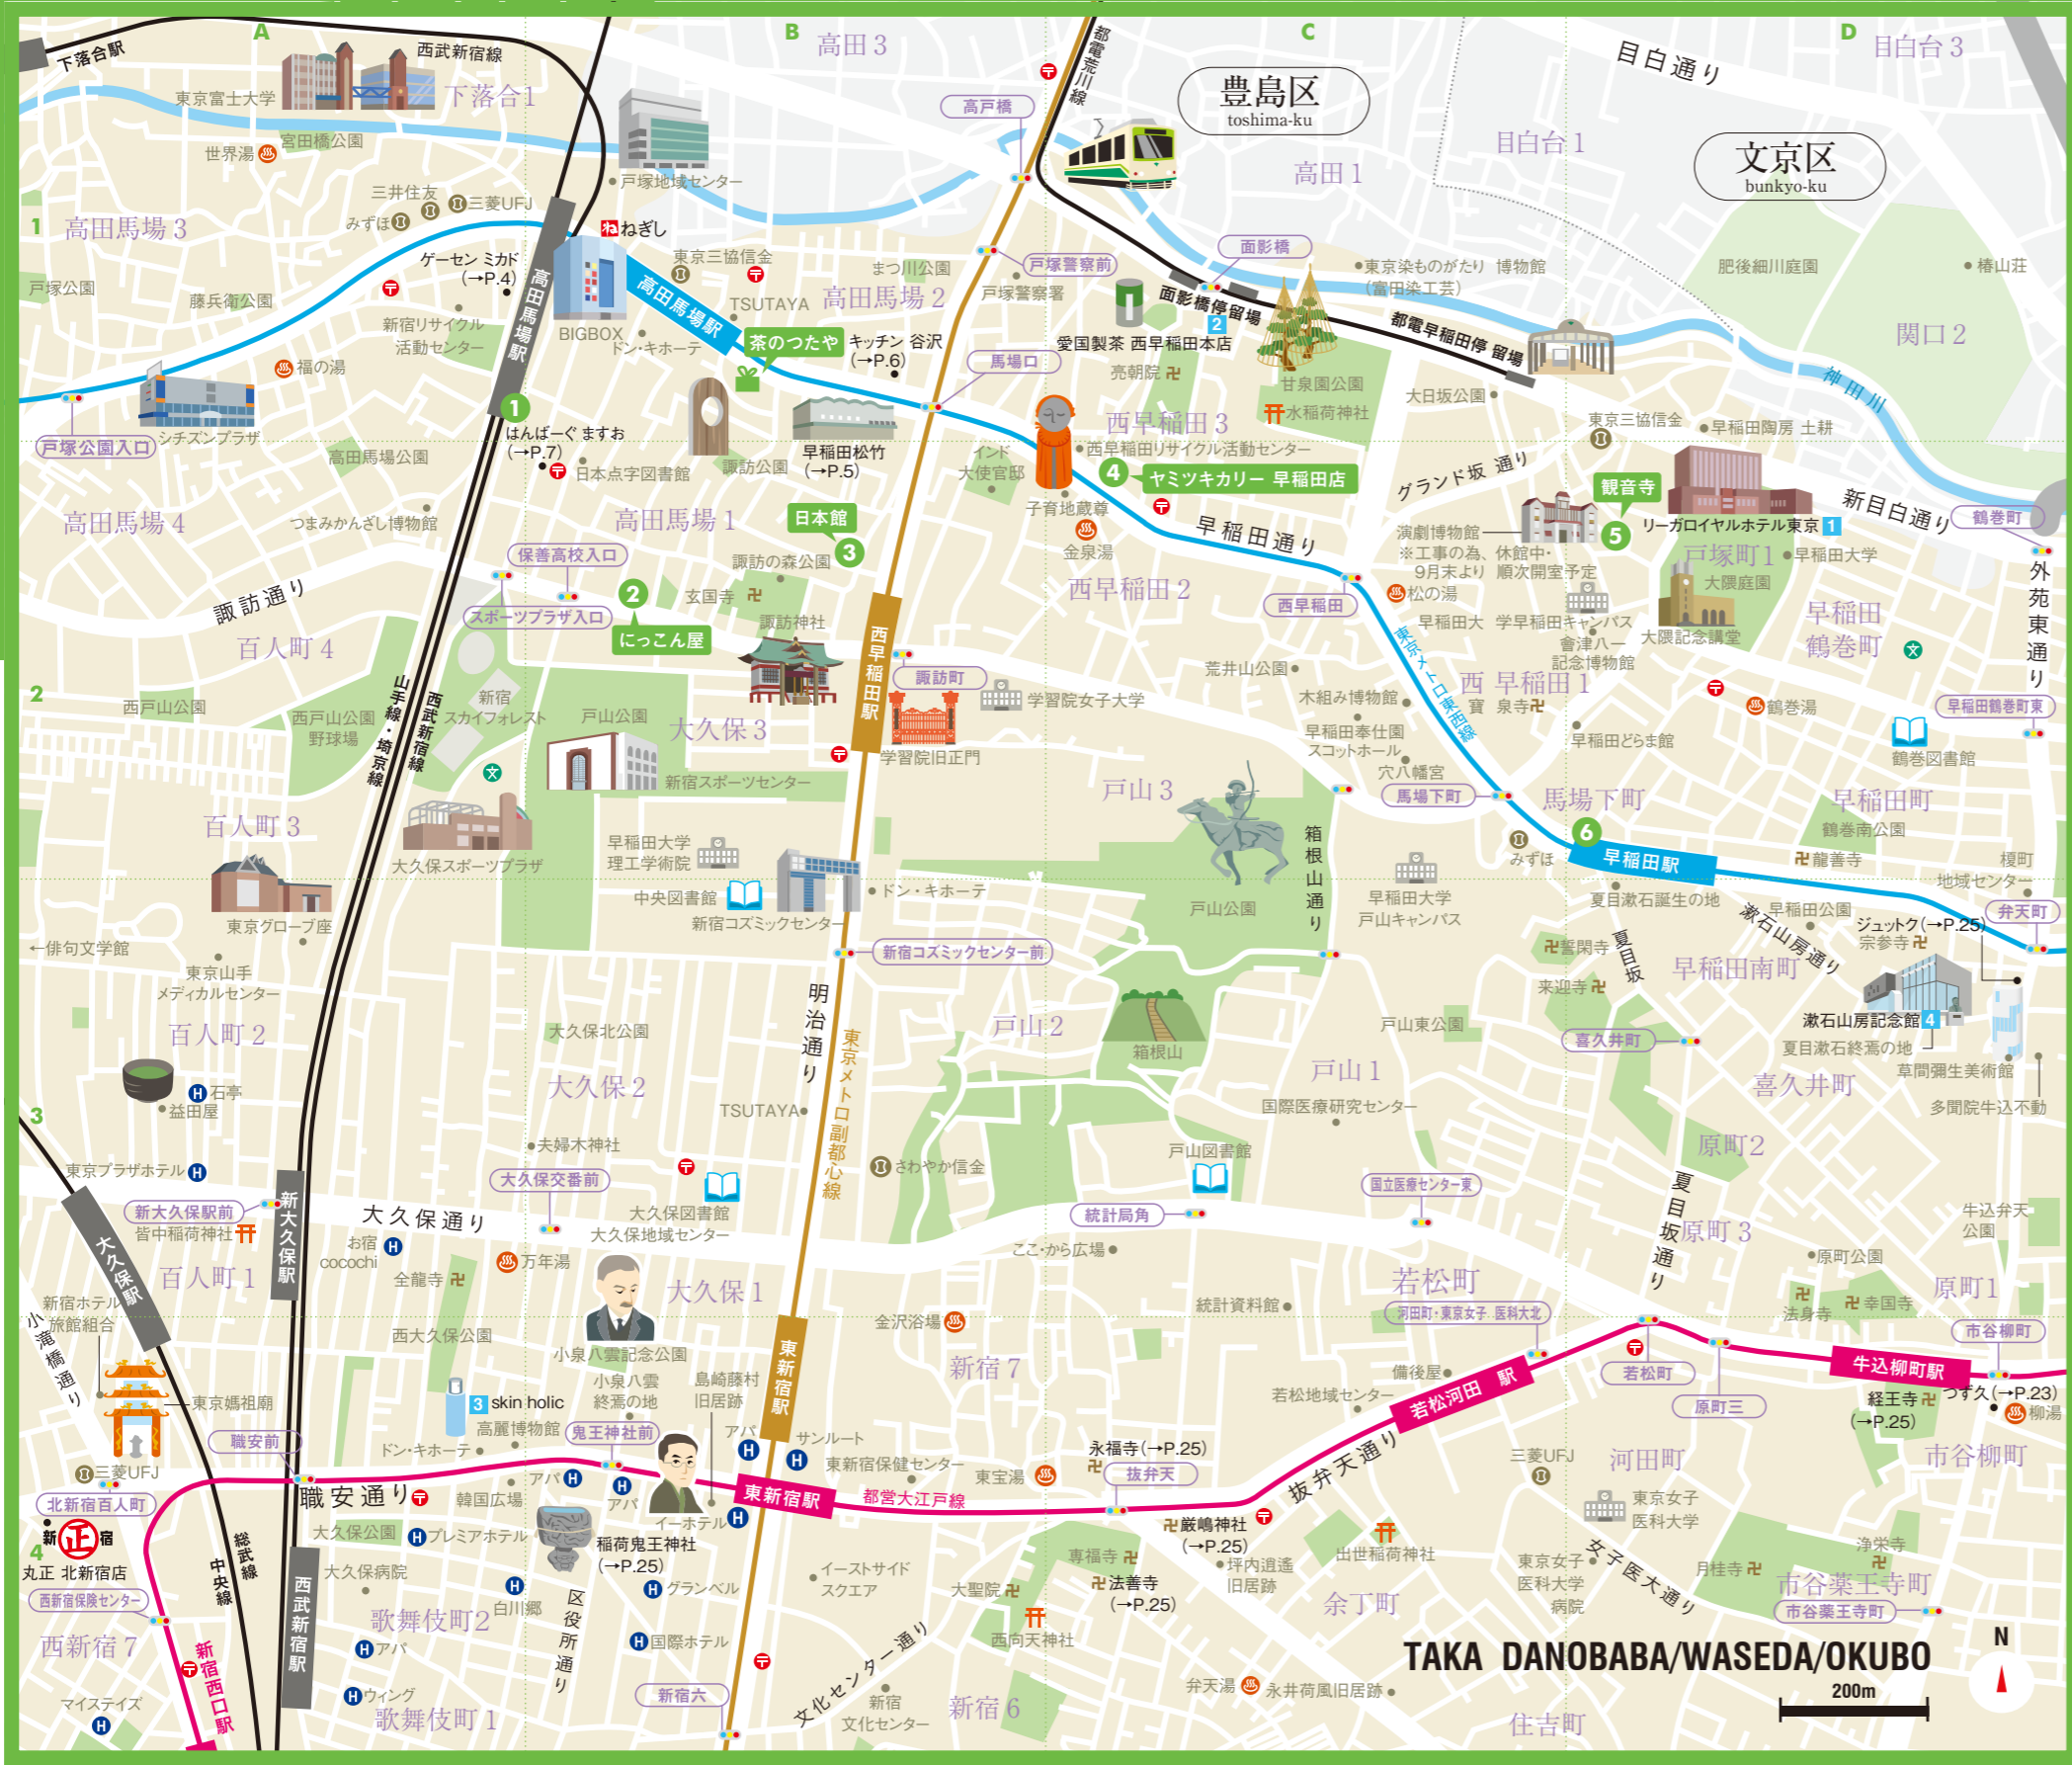 A
B
C
D
下落合駅
西武新宿線
高田 3
都電荒川線
豊島区
toshima-ku
目白通り
目白台 3
東京富士大学
下落合1
高戸橋
文京区
bunkyo-ku
目白台 1
宮田橋公園
世界湯
戸塚地域センター
高田 1
三井住友
三菱UFJ
みずほ
1
高田馬場 3
ね ねぎし
ゲーセン ミカド
(→P.4)
東京三協信金
まつ川公園
戸塚警察前
戸塚警察署
面影橋
東京染ものがたり 博物館
(富田染工芸)
肥後細川庭園
椿山荘
戸塚公園
藤兵衛公園
新宿リサイクル
活動センター
高田馬場駅
BIGBOX
ドン・キホーテ
高田馬場駅
TSUTAYA
高田馬場 2
面影橋停留場
2
愛国製茶 西早稲田本店
都電早稲田停 留場
関口 2
茶のつたや
キッチン 谷沢
(→P.6)
馬場口
亮朝院
甘泉園公園
水稲荷神社
大日坂公園
神田川
福の湯
シチズンプラザ
戸塚公園入口
1
はんばーぐ ますお
(→P.7)
日本点字図書館
諏訪公園
早稲田松竹
(→P.5)
インド
大使官邸
西早稲田 3
西早稲田リサイクル活動センター
4
ヤミツキカリー 早稲田店
子育地蔵尊
金泉湯
東京三協信金
早稲田陶房 土耕
グランド坂 通り
観音寺
5
リーガロイヤルホテル東京 1
新目白通り
鶴巻町
高田馬場公園
高田馬場 4
つまみかんざし博物館
高田馬場 1
日本館
3
早稲田通り
演劇博物館
※工事の為、休館中・
9月末より 順次開室予定
戸塚町1
早稲田大学
大隈庭園
外苑東通り
保善高校入口
諏訪の森公園
スポーツプラザ入口
2
にっこん屋
玄国寺
諏訪神社
西早稲田 2
西早稲田
松の湯
早稲田大 学早稲田キャンパス
會津八一
記念博物館
大隈記念講堂
早稲田
鶴巻町
諏訪通り
百人町 4
西早稲田駅
諏訪町
学習院女子大学
荒井山公園
東京メトロ東西線
西 早稲田 1
寶 泉寺
鶴巻湯
早稲田鶴巻町東
2
西戸山公園
西戸山公園
野球場
山手線・埼京線
西武新宿線
新宿
スカイフォレスト
戸山公園
大久保 3
学習院旧正門
木組み博物館
早稲田奉仕園
スコットホール
早稲田どらま館
鶴巻図書館
新宿スポーツセンター
戸山 3
穴八幡宮
馬場下町
馬場下町
早稲田町
百人町 3
大久保スポーツプラザ
早稲田大学
理工学術院
箱根山通り
みずほ
6
早稲田駅
鶴巻南公園
龍善寺
榎町
地域センター
東京グローブ座
中央図書館
新宿コズミックセンター
ドン・キホーテ
戸山公園
早稲田大学
戸山キャンパス
夏目漱石誕生の地
早稲田公園
漱石山房通り
ジュットク(→P.25)
弁天町
宗参寺
←俳句文学館
東京山手
メディカルセンター
新宿コズミックセンター前
誓閑寺
夏目坂
来迎寺
早稲田南町
百人町 2
明治通り
東京メトロ副都心線
大久保北公園
戸山 2
箱根山
戸山東公園
喜久井町
漱石山房記念館 4
夏目漱石終焉の地
喜久井町
草間彌生美術館
多聞院牛込不動
石亭
益田屋
大久保 2
TSUTAYA
戸山 1
国際医療研究センター
3
夫婦木神社
戸山図書館
原町2
東京プラザホテル
大久保交番前
さわやか信金
国立医療センター東
新大久保駅前
皆中稲荷神社
新大久保駅
大久保通り
大久保図書館
大久保地域センター
統計局角
夏目坂通り
原町 3
牛込弁天
公園
大久保駅
百人町 1
お宿
cocochi
全龍寺
万年湯
大久保 1
ここ・から広場
若松町
原町公園
原町1
新宿ホテル
旅館組合
小滝橋通り
西大久保公園
小泉八雲記念公園
金沢浴場
統計資料館
河田町・東京女子 医科大北
法身寺
幸国寺
市谷柳町
東京媽祖廟
3 skin holic
小泉八雲
終焉の地
島崎藤村
旧居跡
東新宿駅
新宿 7
備後屋
若松地域センター
若松河田 駅
若松町
原町三
牛込柳町駅
経王寺
(→P.25)
つず久(→P.23)
柳湯
職安前
高麗博物館
ドン・キホーテ
鬼王神社前
アパ
サンルート
東新宿保健センター
東宝湯
永福寺(→P.25)
抜弁天
抜弁天通り
三菱UFJ
河田町
市谷柳町
三菱UFJ
北新宿百人町
職安通り
韓国広場
アパ
アパ
イーホテル
東新宿駅
都営大江戸線
厳嶋神社
(→P.25)
東京女子
医科大学
4
新 正 宿
丸正 北新宿店
総武線
中央線
大久保公園
プレミアホテル
稲荷鬼王神社
(→P.25)
専福寺
坪内逍遙
旧居跡
出世稲荷神社
女子医大通り
浄栄寺
西新宿保険センター
大久保病院
白川郷
区役所通り
グランベル
イーストサイド
スクエア
大聖院
法善寺
(→P.25)
余丁町
東京女子
医科大学
病院
月桂寺
市谷薬王寺町
市谷薬王寺町
西新宿 7
西武新宿駅
歌舞伎町2
アパ
国際ホテル
西向天神社
新宿西口駅
マイステイズ
ウィング
歌舞伎町 1
新宿六
文化センター通り
新宿
文化センター
新宿 6
弁天湯
永井荷風旧居跡
住吉町
TAKA DANOBABA/WASEDA/OKUBO
200m
N